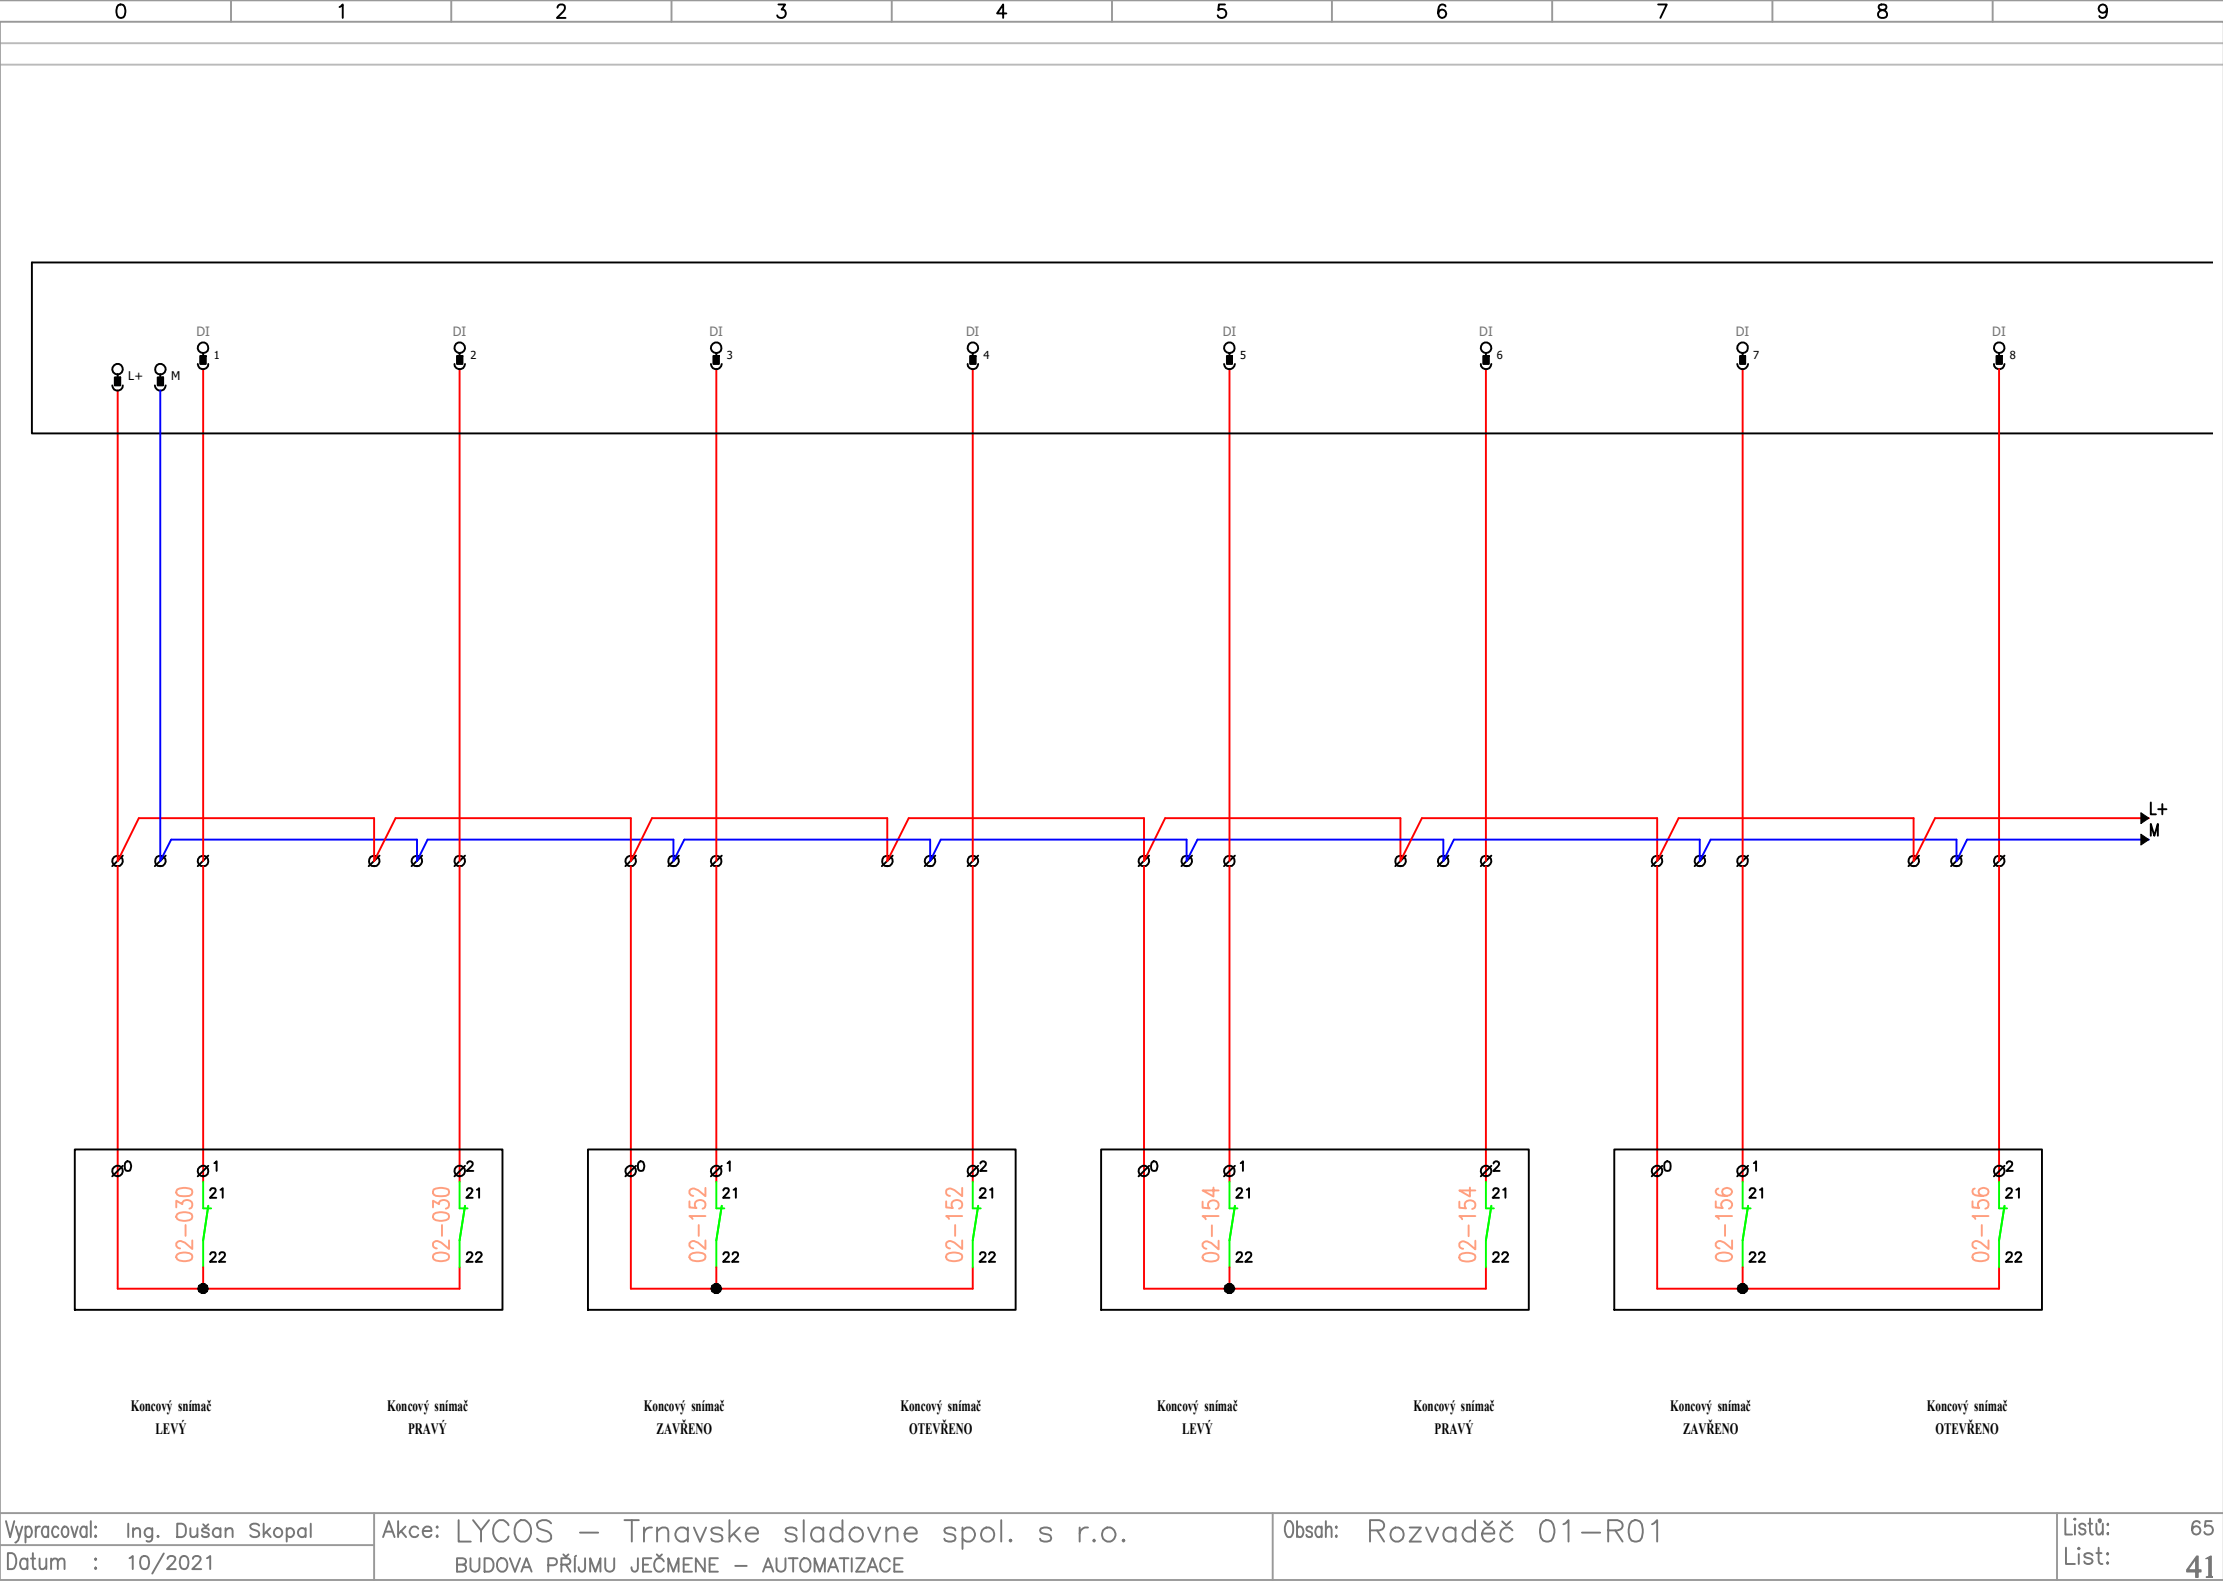 0 1 2 3 4 5 6 7 8 9
DI DI DI DI DI DI DI DI
1 2 3 4 5 6 7 8
L+ M
L+
M
0 1 2 0 1 2 0 1 2 0 1 2
21 21 21 21 21 21 21 21
02-030 02-030 02-152 02-152 02-154 02-154 02-156 02-156
22 22 22 22 22 22 22 22
Koncový snímač Koncový snímač Koncový snímač Koncový snímač Koncový snímač Koncový snímač Koncový snímač Koncový snímač
LEVÝ PRAVÝ ZAVŘENO OTEVŘENO LEVÝ PRAVÝ ZAVŘENO OTEVŘENO
Vypracoval: Ing. Dušan Skopal
Datum : 10/2021
Akce: LYCOS – Trnavske sladovne spol. s r.o.
BUDOVA PŘÍJMU JEČMENE – AUTOMATIZACE
Obsah: Rozvaděč 01-R01
Listů: 65
List: 41